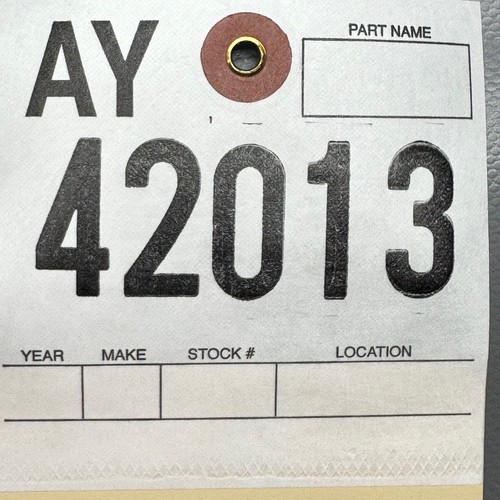 AY
PART NAME
42013
YEAR MAKE STOCK # LOCATION